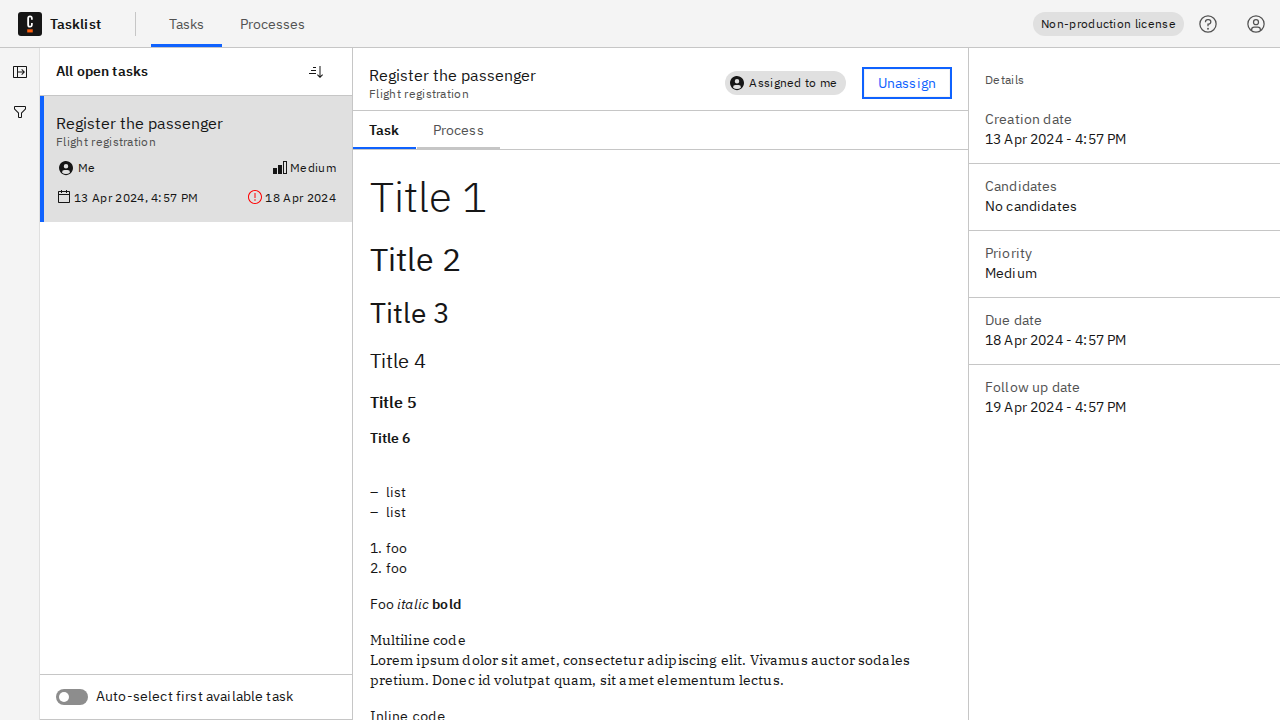 Tasklist
Tasks
Processes
Non-production license
All open tasks
Register the passenger
Flight registration
Me
Medium
13 Apr 2024, 4:57 PM
18 Apr 2024
Auto-select first available task
Register the passenger
Flight registration
Assigned to me
Unassign
Task
Process
Title 1
Title 2
Title 3
Title 4
Title 5
Title 6
– list
– list
1. foo
2. foo
Foo italic bold
Multiline code
Lorem ipsum dolor sit amet, consectetur adipiscing elit. Vivamus auctor sodales
pretium. Donec id volutpat quam, sit amet elementum lectus.
Inline code
Details
Creation date
13 Apr 2024 - 4:57 PM
Candidates
No candidates
Priority
Medium
Due date
18 Apr 2024 - 4:57 PM
Follow up date
19 Apr 2024 - 4:57 PM